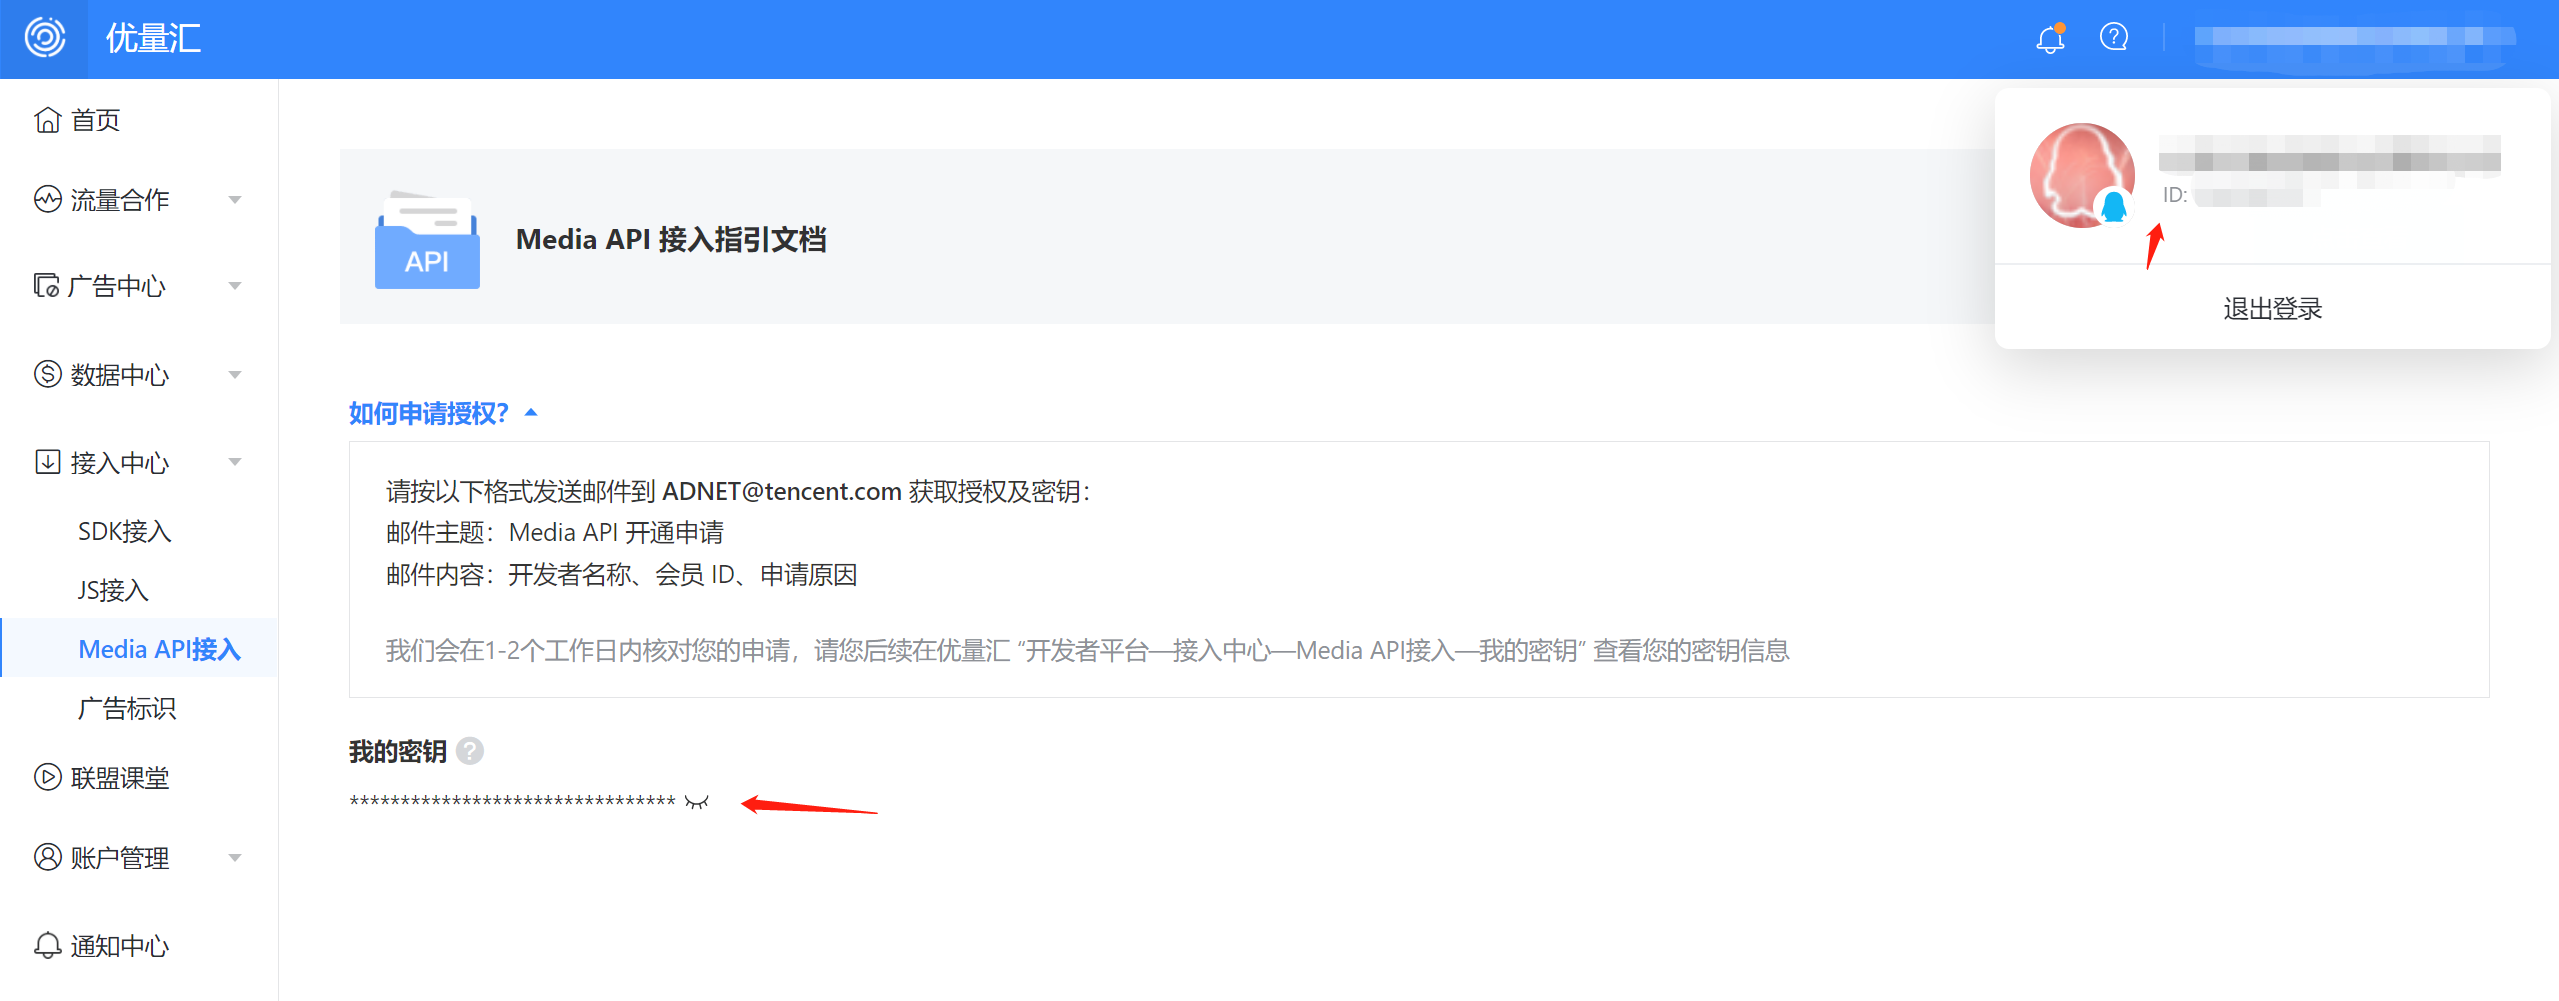 优量汇
首页
流量合作
广告中心
数据中心
接入中心
SDK接入
JS接入
Media API接入
广告标识
联盟课堂
账户管理
通知中心
API
Media API 接入指引文档
ID:
退出登录
如何申请授权?
请按以下格式发送邮件到 ADNET@tencent.com 获取授权及密钥：
邮件主题：Media API 开通申请
邮件内容：开发者名称、会员 ID、申请原因
我们会在1-2个工作日内核对您的申请，请您后续在优量汇 “开发者平台—接入中心—Media API接入—我的密钥” 查看您的密钥信息
我的密钥 ?
********************************